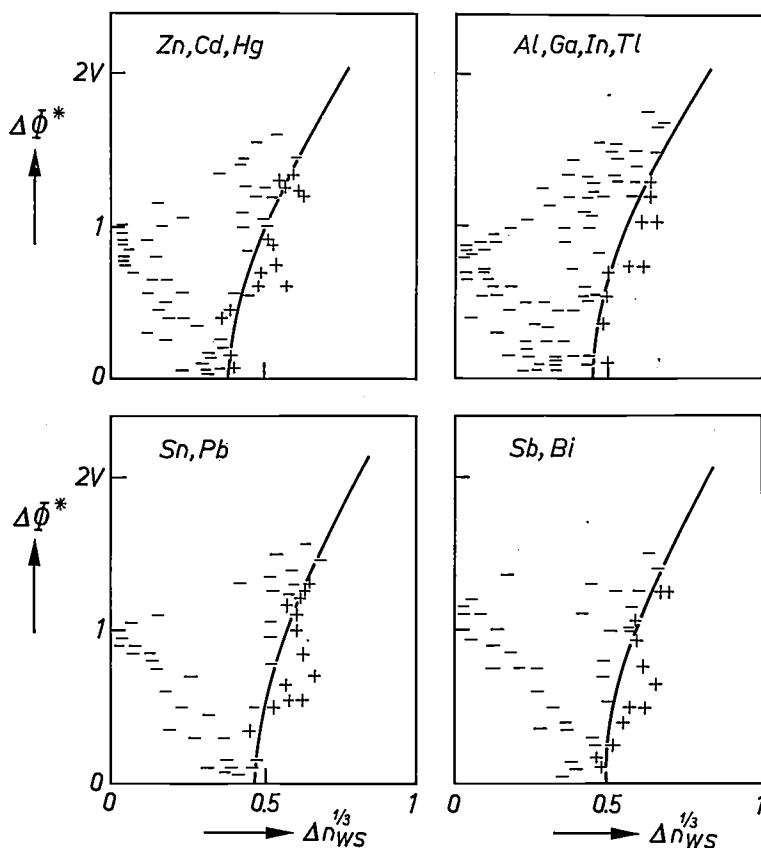 Zn, Cd, Hg
Al, Ga, In, Tl
2V
ΔΦ*
1
0
Sn, Pb
Sb, Bi
2V
ΔΦ*
1
0
0 0.5 1
0 0.5 1
Δn_WS^1/3
Δn_WS^1/3